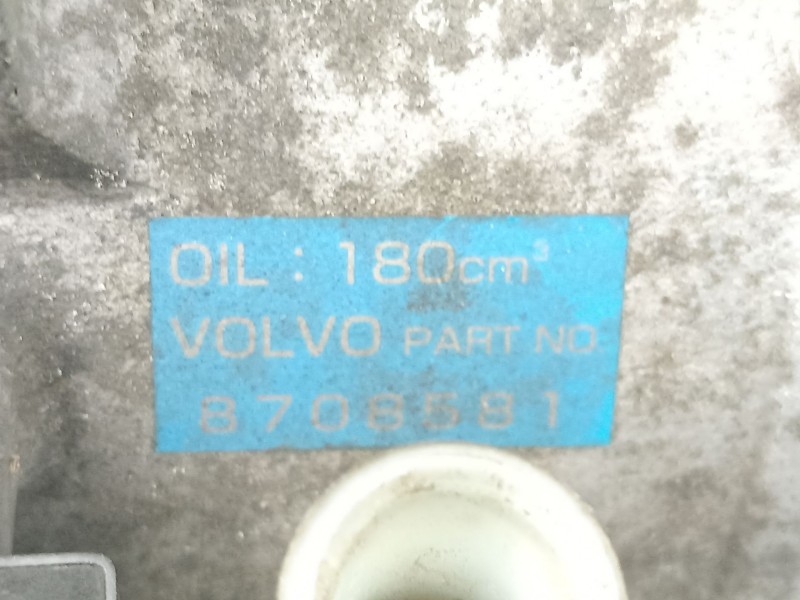 OIL : 180cm³
VOLVO PART NO
8708581